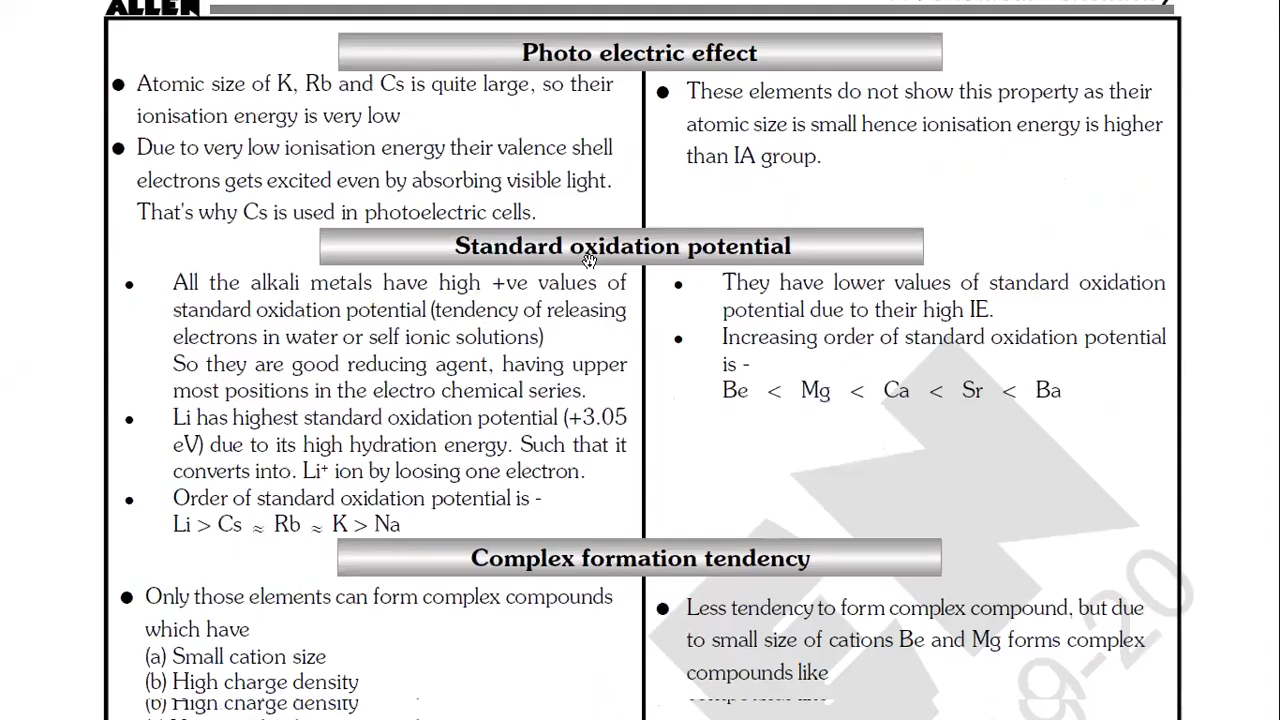 ALLEN
Photo electric effect
● Atomic size of K, Rb and Cs is quite large, so their
ionisation energy is very low
● Due to very low ionisation energy their valence shell
electrons gets excited even by absorbing visible light.
That's why Cs is used in photoelectric cells.
● These elements do not show this property as their
atomic size is small hence ionisation energy is higher
than IA group.
Standard oxidation potential
• All the alkali metals have high +ve values of
standard oxidation potential (tendency of releasing
electrons in water or self ionic solutions)
So they are good reducing agent, having upper
most positions in the electro chemical series.
• Li has highest standard oxidation potential (+3.05
eV) due to its high hydration energy. Such that it
converts into. Li⁺ ion by loosing one electron.
• Order of standard oxidation potential is -
Li > Cs ≈ Rb ≈ K > Na
• They have lower values of standard oxidation
potential due to their high IE.
• Increasing order of standard oxidation potential
is -
Be < Mg < Ca < Sr < Ba
Complex formation tendency
● Only those elements can form complex compounds
which have
(a) Small cation size
(b) High charge density
(b) High charge density
● Less tendency to form complex compound, but due
to small size of cations Be and Mg forms complex
compounds like